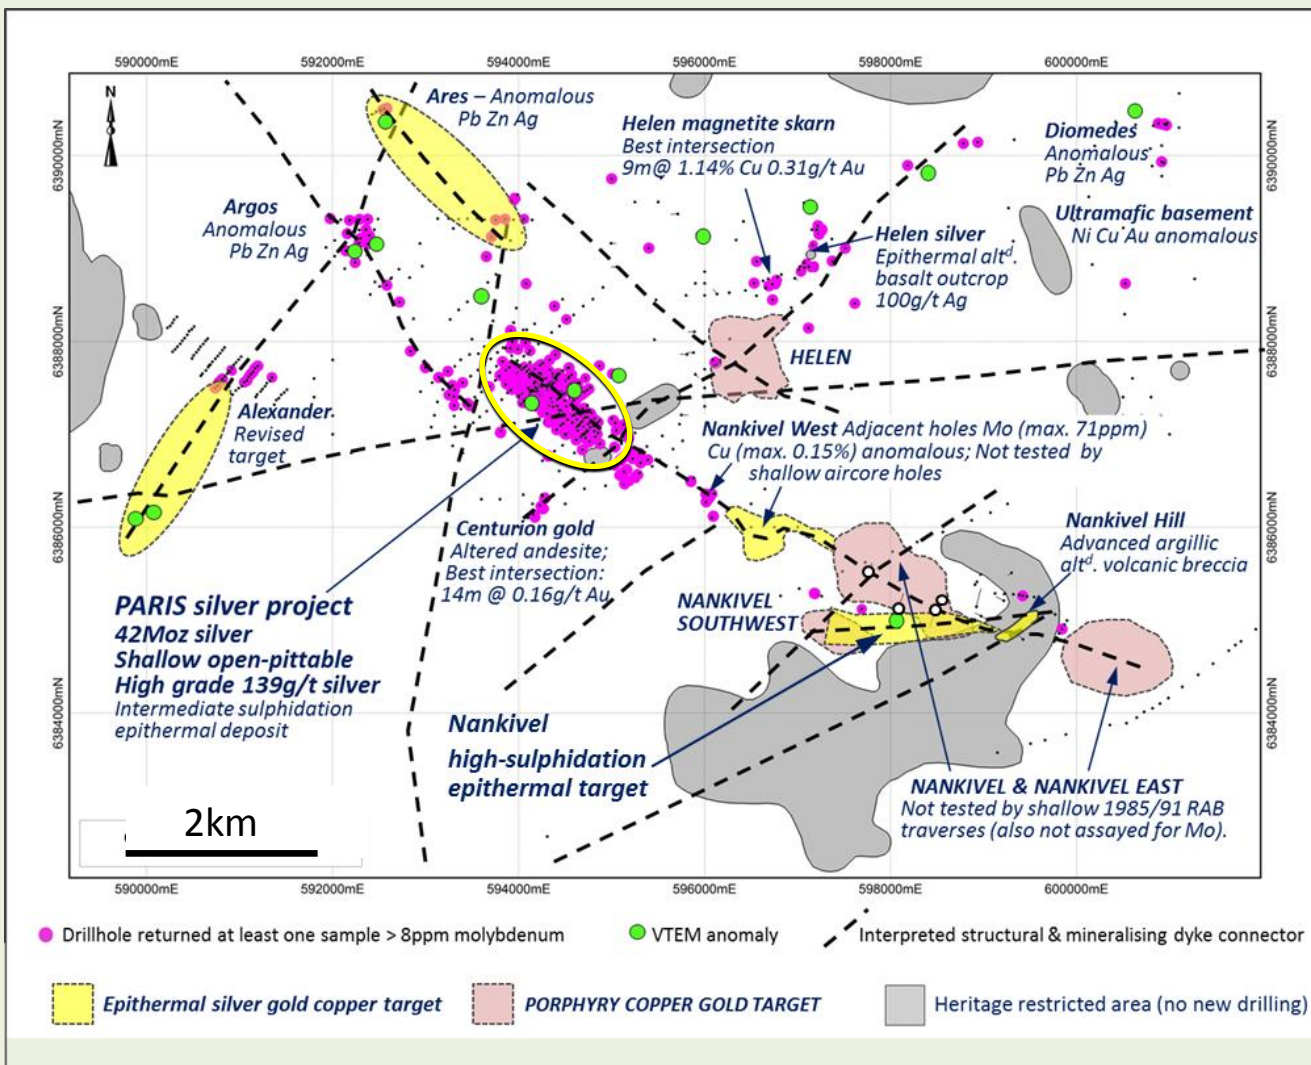 590000mE 592000mE 594000mE 596000mE 598000mE 600000mE
N
6390000mN
6390000mN
6388000mN
6388000mN
6386000mN
6386000mN
6384000mN
6384000mN
Ares – Anomalous
Pb Zn Ag
Helen magnetite skarn
Best intersection
9m@ 1.14% Cu 0.31g/t Au
Diomedes
Anomalous
Pb Zn Ag
Argos
Anomalous
Pb Zn Ag
Ultramafic basement
Ni Cu Au anomalous
Helen silver
Epithermal altd.
basalt outcrop
100g/t Ag
HELEN
Alexander
Revised
target
Nankivel West Adjacent holes Mo (max. 71ppm)
Cu (max. 0.15%) anomalous; Not tested by
shallow aircore holes
Centurion gold
Altered andesite;
Best intersection:
14m @ 0.16g/t Au
Nankivel Hill
Advanced argillic
altd. volcanic breccia
PARIS silver project
42Moz silver
Shallow open-pittable
High grade 139g/t silver
Intermediate sulphidation
epithermal deposit
NANKIVEL
SOUTHWEST
Nankivel
high-sulphidation
epithermal target
NANKIVEL & NANKIVEL EAST
Not tested by shallow 1985/91 RAB
traverses (also not assayed for Mo).
2km
590000mE 592000mE 594000mE 596000mE 598000mE 600000mE
Drillhole returned at least one sample > 8ppm molybdenum
VTEM anomaly
Interpreted structural & mineralising dyke connector
Epithermal silver gold copper target
PORPHYRY COPPER GOLD TARGET
Heritage restricted area (no new drilling)